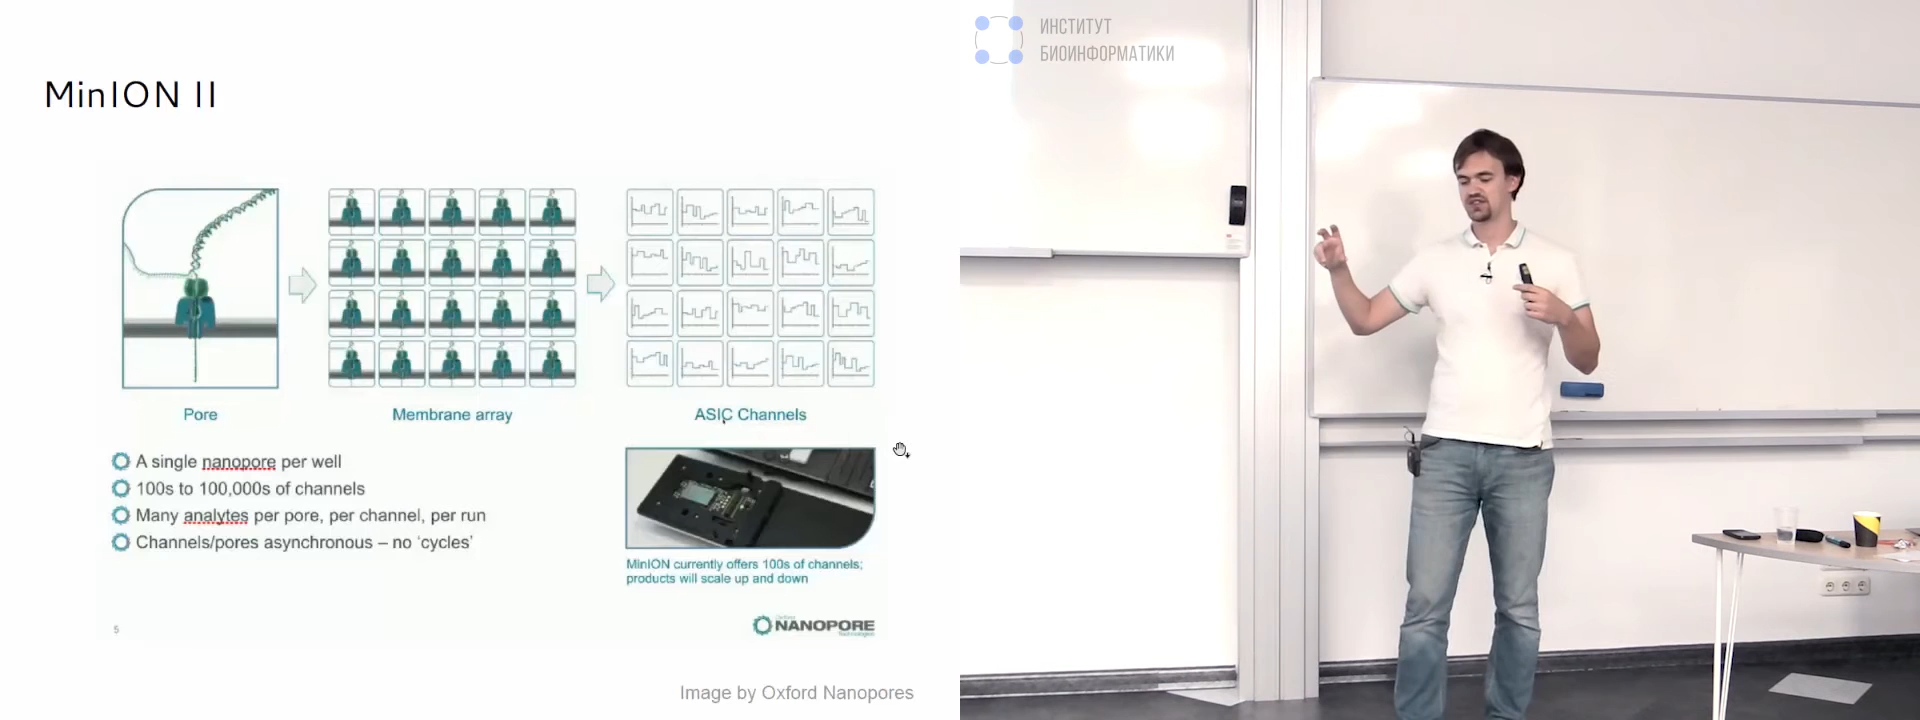 MinION II
Pore
Membrane array
ASIC Channels
A single nanopore per well
100s to 100,000s of channels
Many analytes per pore, per channel, per run
Channels/pores asynchronous – no ‘cycles’
MinION currently offers 100s of channels;
products will scale up and down
5
NANOPORE
Technologies
Image by Oxford Nanopores
ИНСТИТУТ
БИОИНФОРМАТИКИ